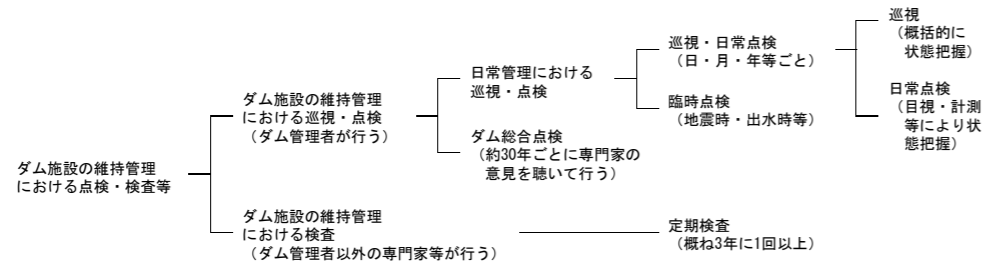 ダム施設の維持管理
における点検・検査等
ダム施設の維持管理
における巡視・点検
（ダム管理者が行う）
日常管理における
巡視・点検
巡視・日常点検
（日・月・年等ごと）
巡視
（概括的に
状態把握）
日常点検
（目視・計測
等により状
態把握）
臨時点検
（地震時・出水時等）
ダム総合点検
（約30年ごとに専門家の
意見を聴いて行う）
ダム施設の維持管理
における検査
（ダム管理者以外の専門家等が行う）
定期検査
（概ね3年に1回以上）